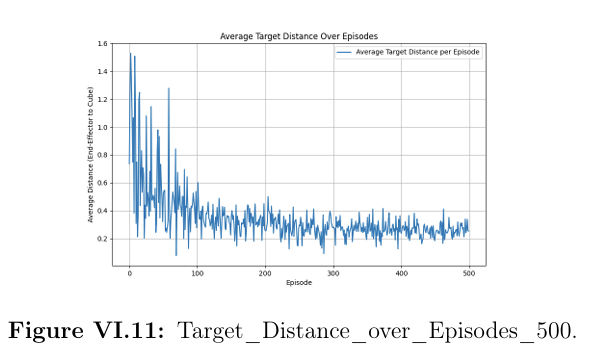 Average Target Distance Over Episodes
Average Target Distance per Episode
Average Distance (End-Effector to Cube)
1.6
1.4
1.2
1.0
0.8
0.6
0.4
0.2
0
100
200
300
400
500
Episode
Figure VI.11: Target_Distance_over_Episodes_500.